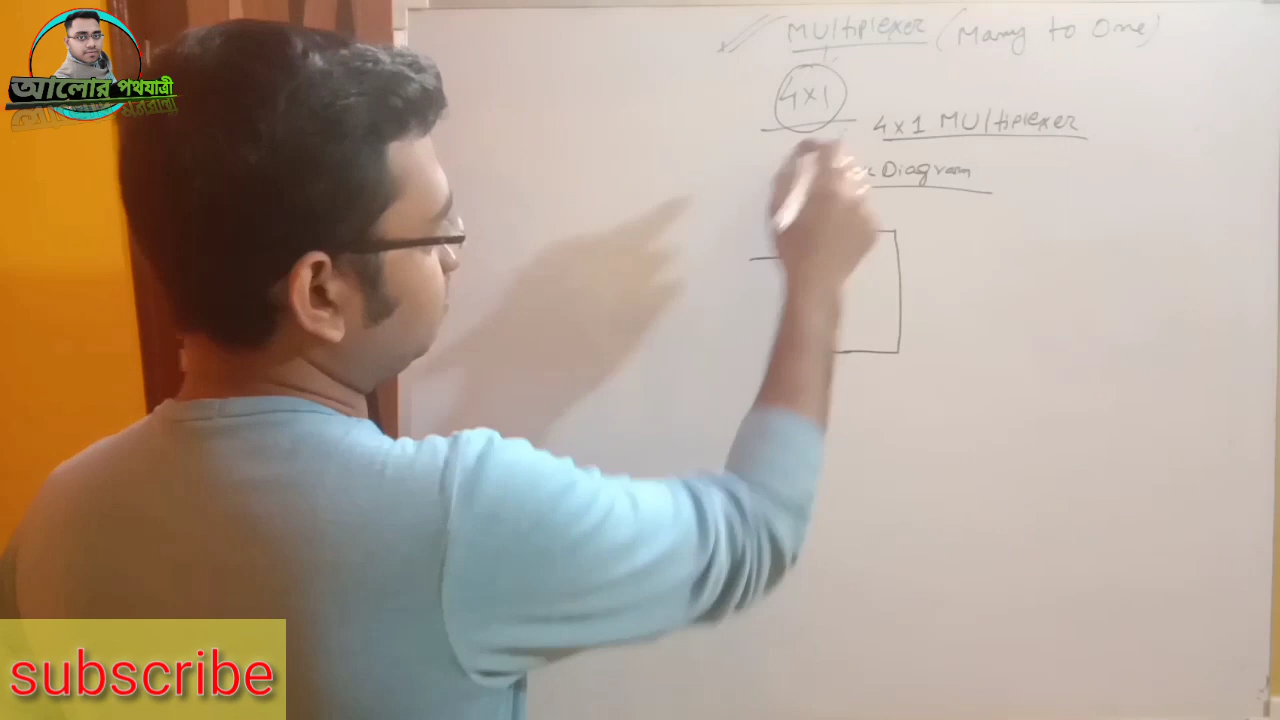 আলোর পথযাত্রী
Multiplexer (Many to One)
4x1
4x1 Multiplexer
Diagram
subscribe